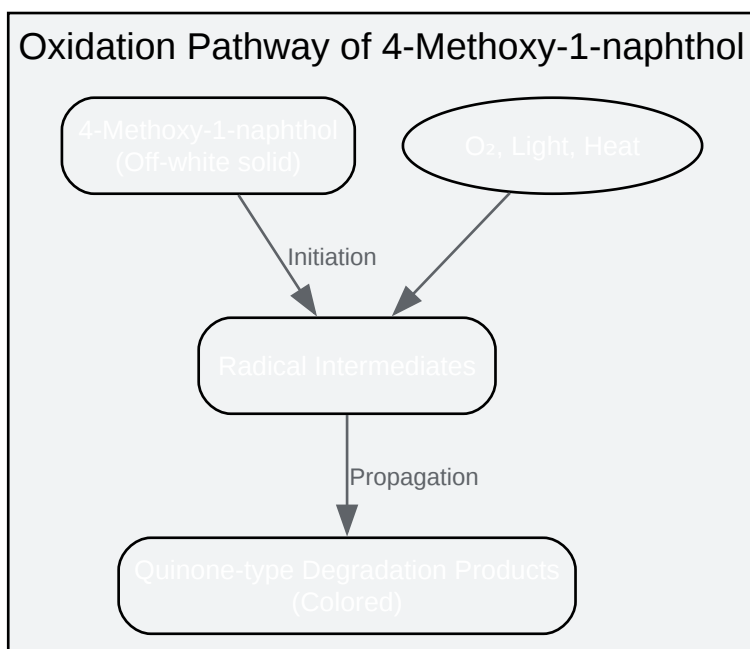 Oxidation Pathway of 4-Methoxy-1-naphthol
4-Methoxy-1-naphthol
(Off-white solid)
O₂, Light, Heat
Initiation
Radical Intermediates
Propagation
Quinone-type Degradation Products
(Colored)